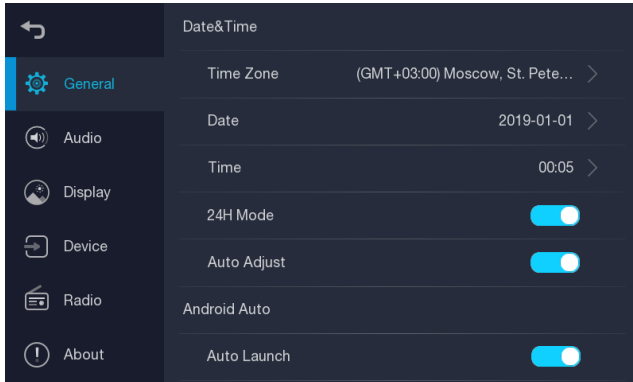 Date&Time
General
Time Zone (GMT+03:00) Moscow, St. Pete...
Date 2019-01-01
Audio
Time 00:05
Display
24H Mode
Device
Auto Adjust
Radio
Android Auto
About
Auto Launch